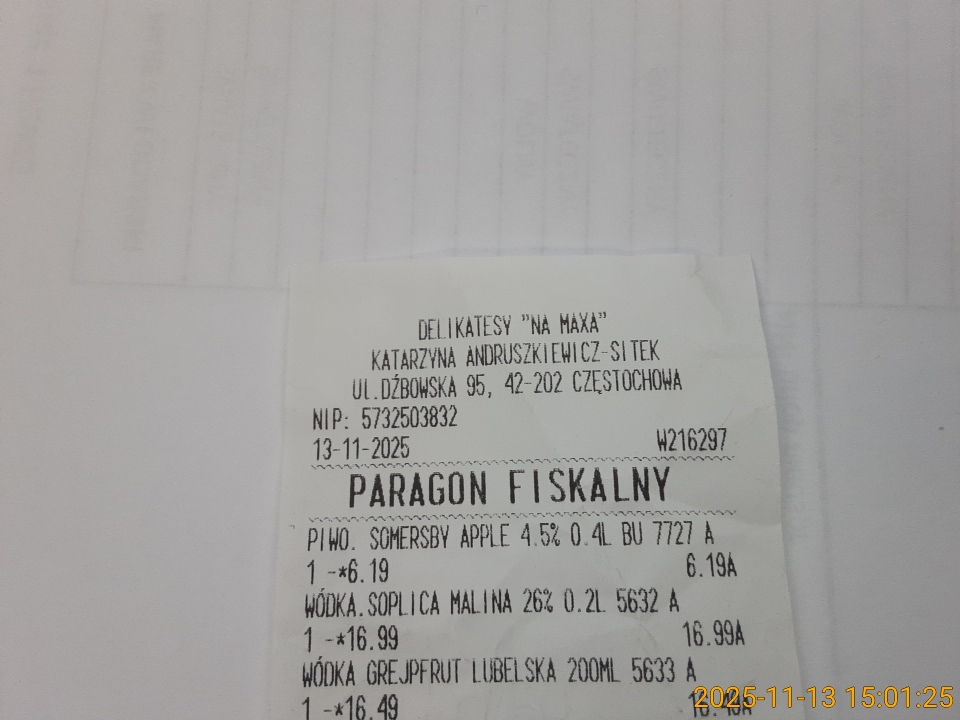 DELIKATESY "NA MAXA"
KATARZYNA ANDRUSZKIEWICZ-SITEK
UL.DŹBOWSKA 95, 42-202 CZĘSTOCHOWA
NIP: 5732503832
13-11-2025 W216297
PARAGON FISKALNY
PIWO. SOMERSBY APPLE 4.5% 0.4L BU 7727 A
1 -*6.19 6.19A
WÓDKA.SOPLICA MALINA 26% 0.2L 5632 A
1 -*16.99 16.99A
WÓDKA GREJPFRUT LUBELSKA 200ML 5633 A
1 -*16.49 16.49A
2025-11-13 15:01:25